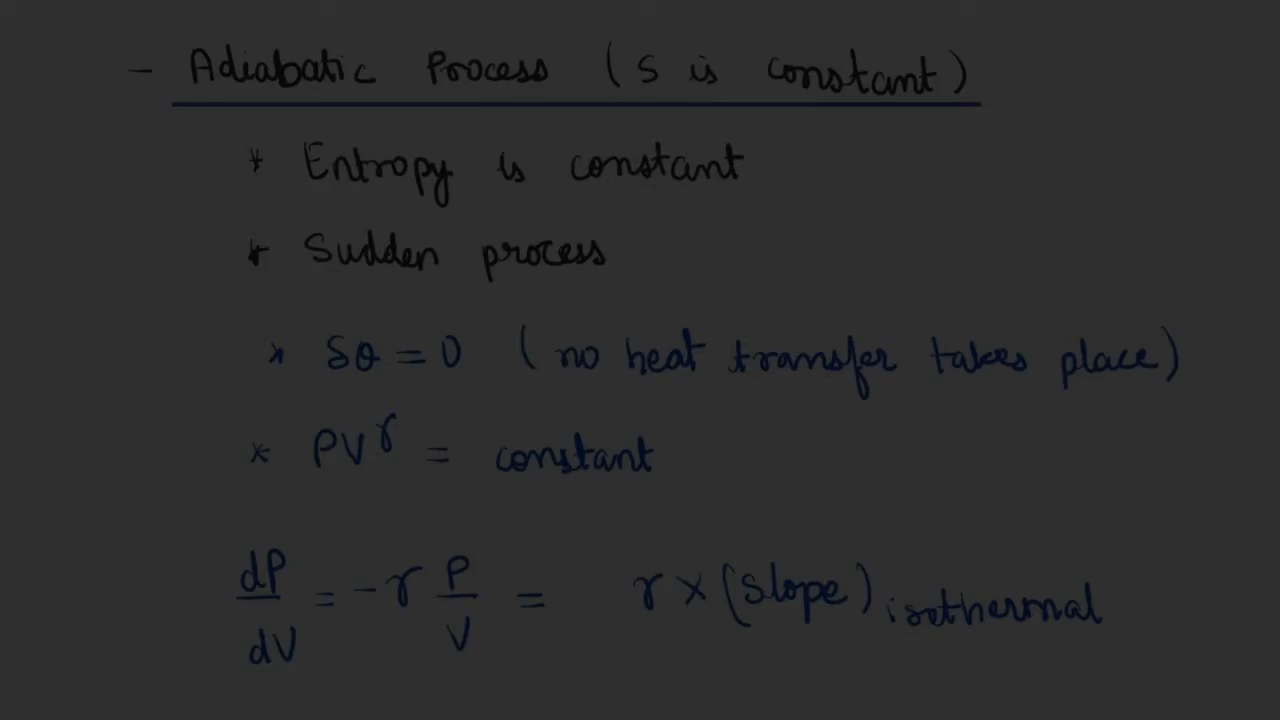 - Adiabatic Process (S is constant)
* Entropy is constant
* Sudden process
* δθ = 0 (no heat transfer takes place)
* PV^γ = constant
dP/dV = -γ P/V = γ × (Slope) isothermal